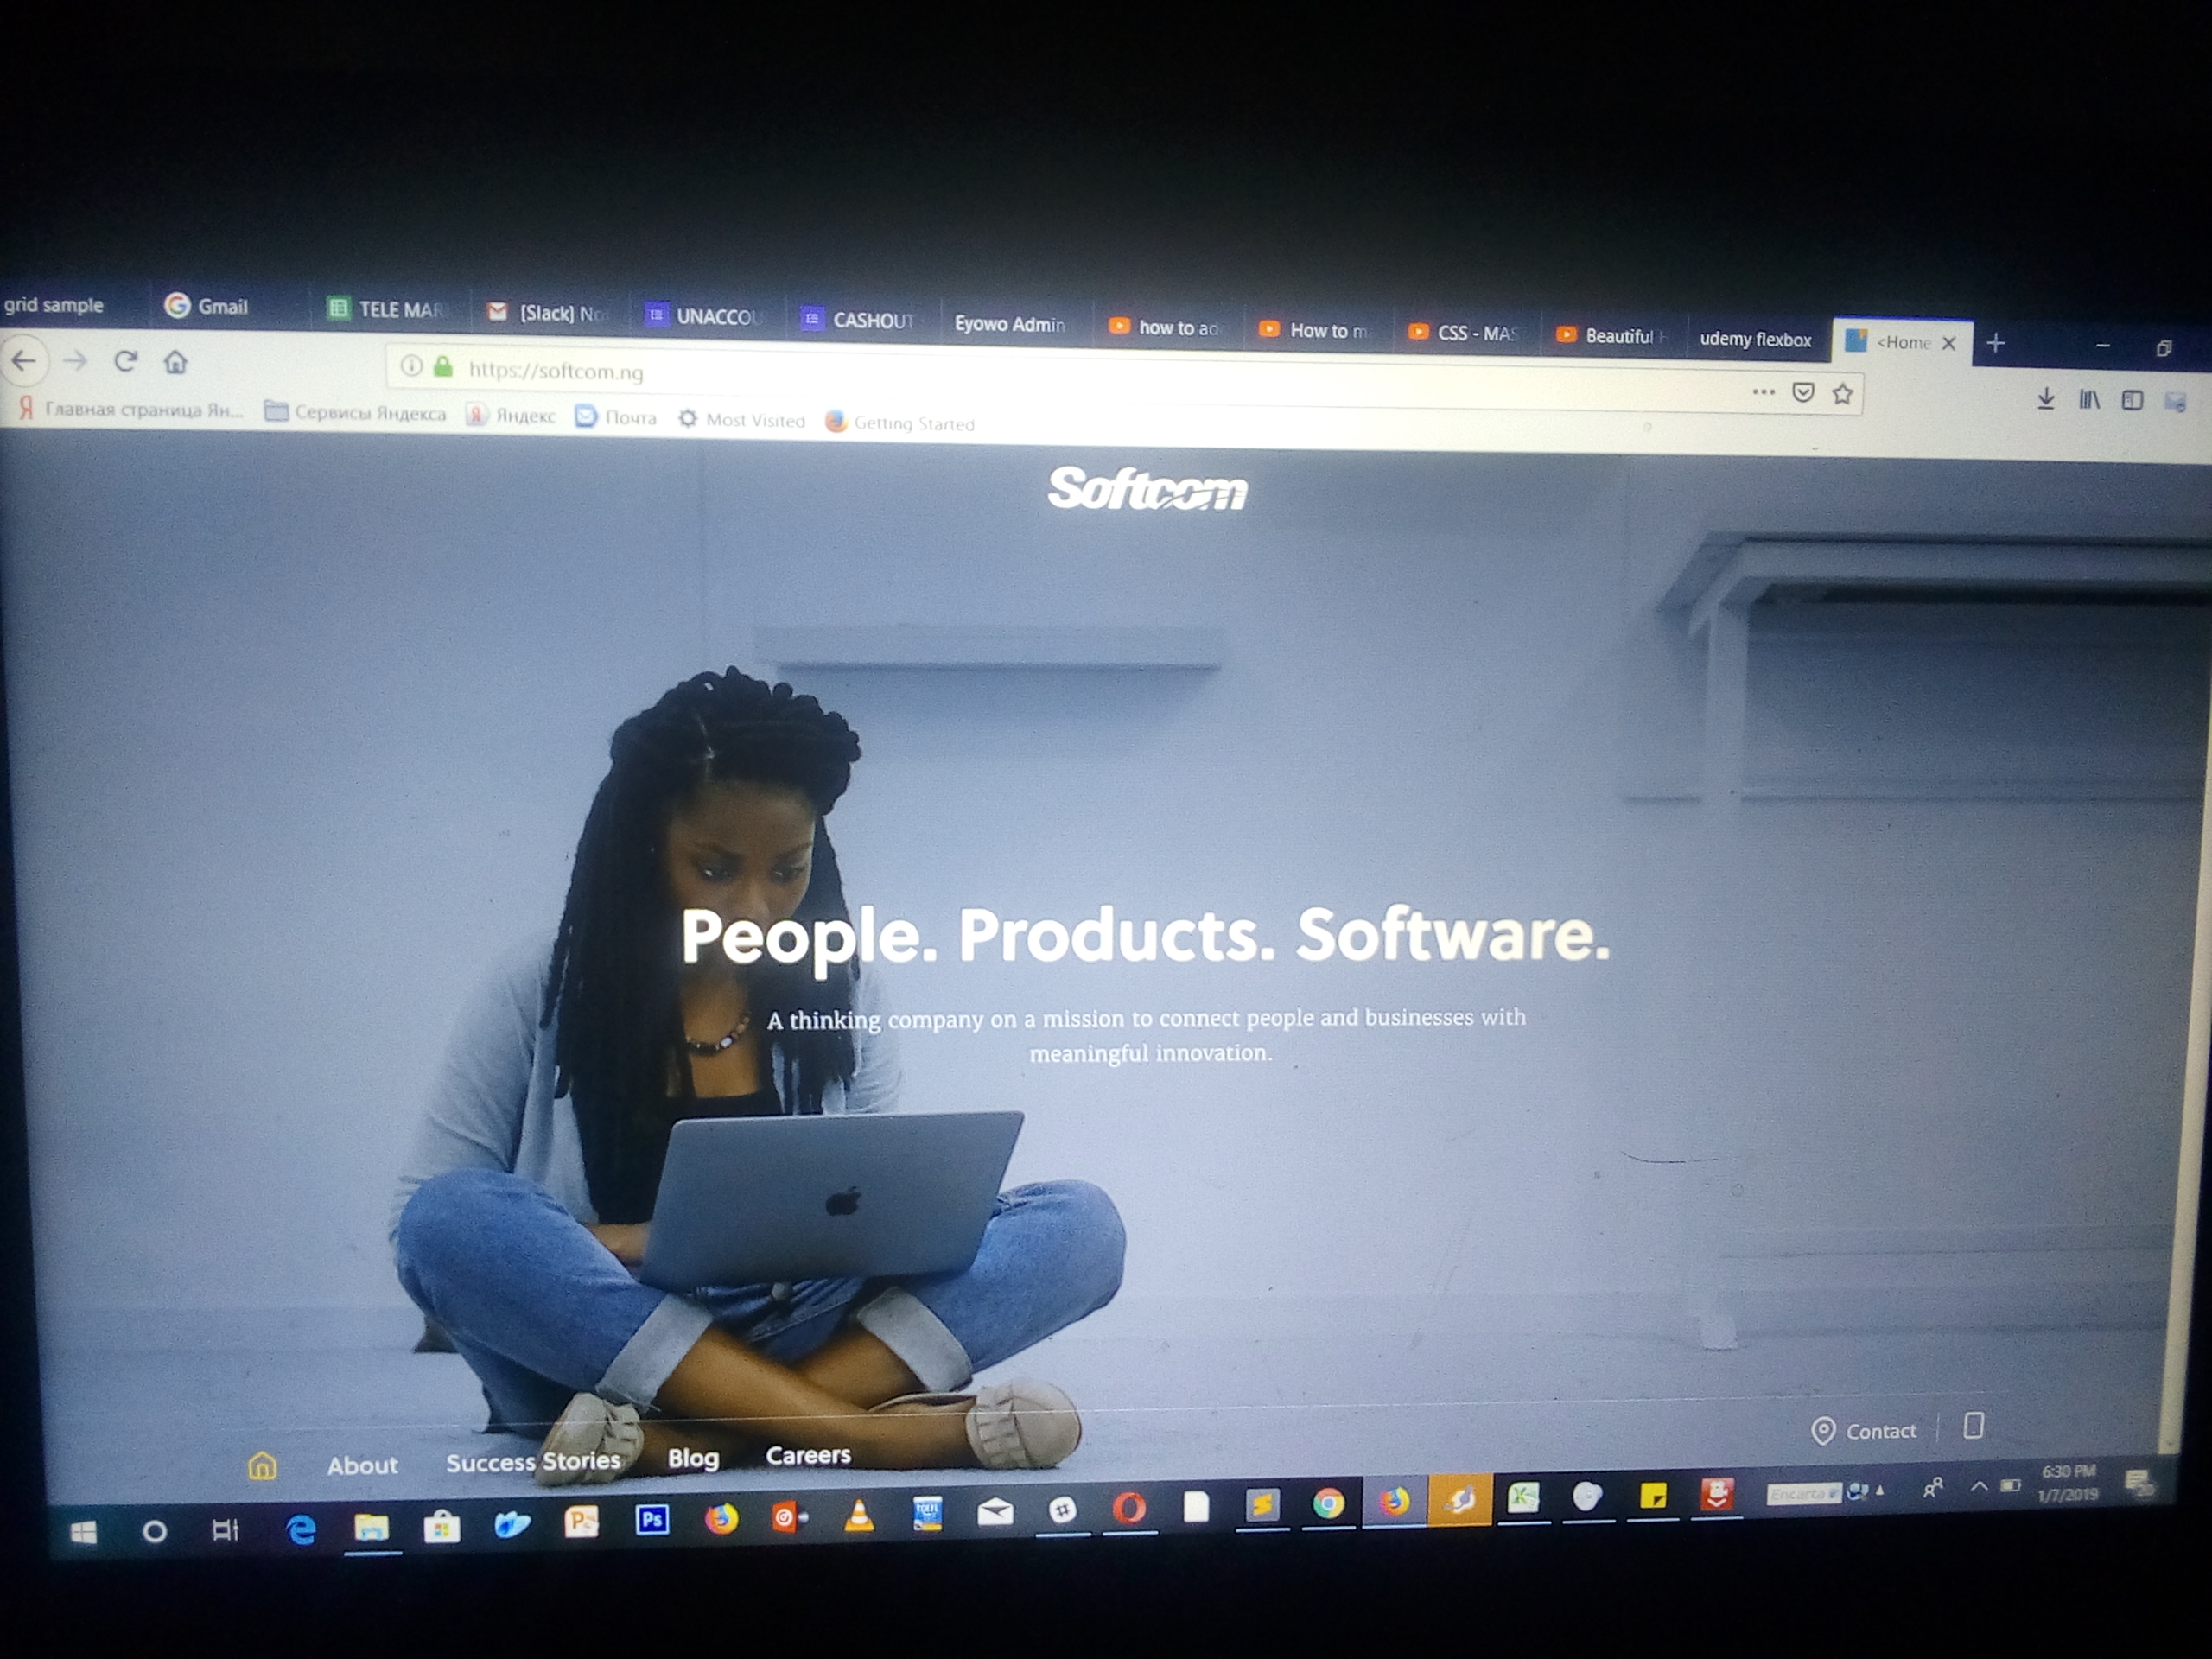 grid sample
Gmail
TELE MAR
[Slack] No
UNACCOU
CASHOUT
Eyowo Admin
how to ad
How to m
CSS - MAS
Beautiful
udemy flexbox
<Home
https://softcom.ng
Главная страница Ян...
Сервисы Яндекса
Яндекс
Почта
Most Visited
Getting Started
Softcom
People. Products. Software.
A thinking company on a mission to connect people and businesses with
meaningful innovation.
About
Success Stories
Blog
Careers
Contact
Ps
TOEFL
Encarta
6:30 PM
1/7/2019